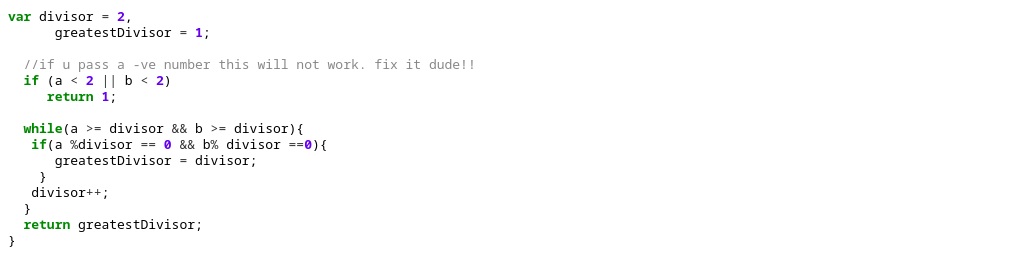 var divisor = 2,
      greatestDivisor = 1;

  //if u pass a -ve number this will not work. fix it dude!!
  if (a < 2 || b < 2)
     return 1;

  while(a >= divisor && b >= divisor){
   if(a %divisor == 0 && b% divisor ==0){
      greatestDivisor = divisor;
    }
   divisor++;
  }
  return greatestDivisor;
}